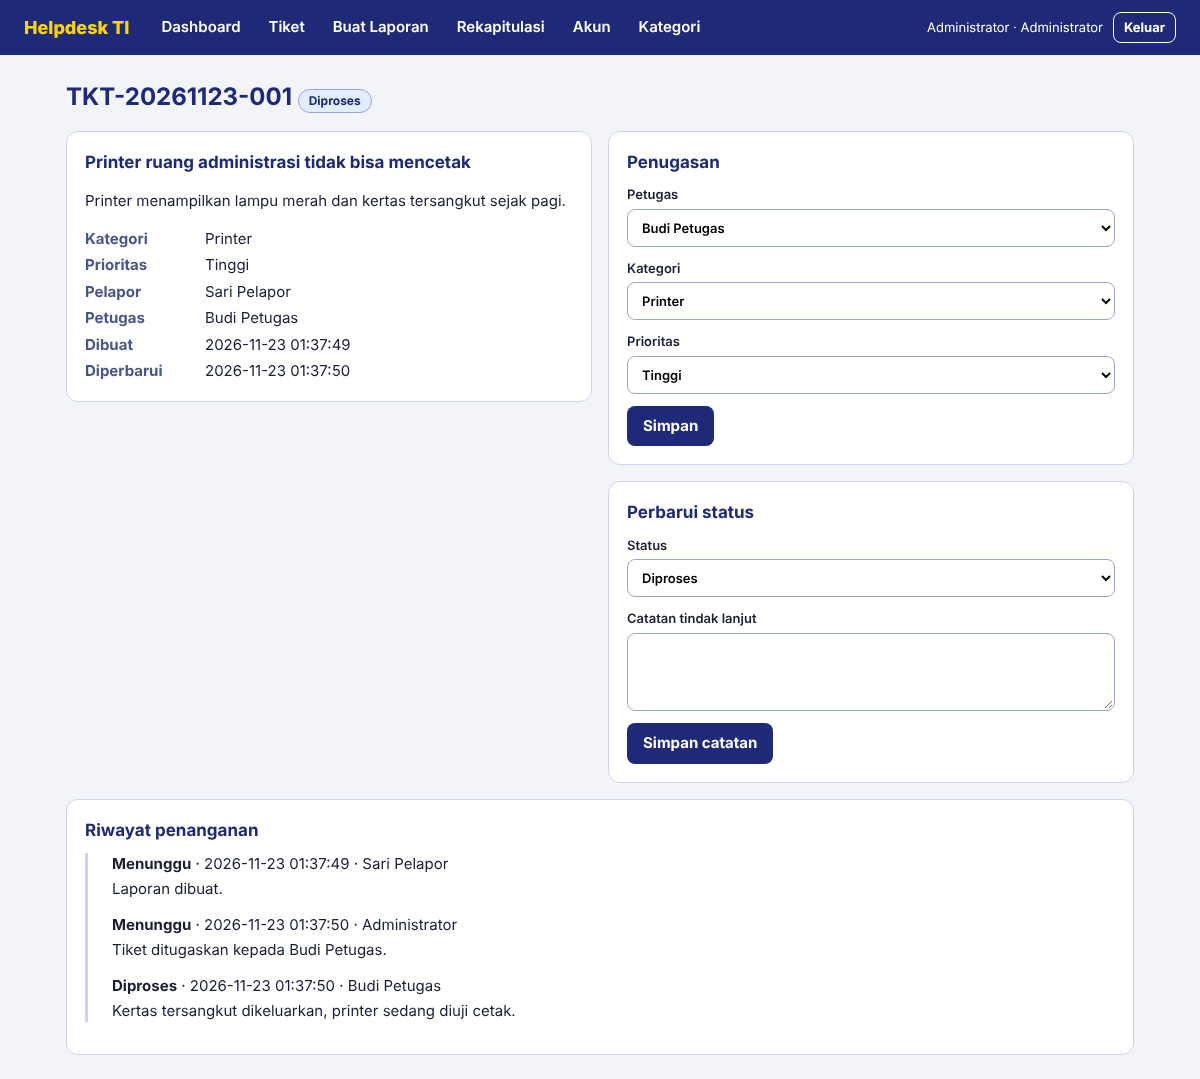 Helpdesk TI Dashboard Tiket Buat Laporan Rekapitulasi Akun Kategori Administrator · Administrator Keluar
TKT-20261123-001 Diproses
Printer ruang administrasi tidak bisa mencetak
Printer menampilkan lampu merah dan kertas tersangkut sejak pagi.
Kategori Printer
Prioritas Tinggi
Pelapor Sari Pelapor
Petugas Budi Petugas
Dibuat 2026-11-23 01:37:49
Diperbarui 2026-11-23 01:37:50
Penugasan
Petugas
Budi Petugas
Kategori
Printer
Prioritas
Tinggi
Simpan
Perbarui status
Status
Diproses
Catatan tindak lanjut
Simpan catatan
Riwayat penanganan
Menunggu · 2026-11-23 01:37:49 · Sari Pelapor
Laporan dibuat.
Menunggu · 2026-11-23 01:37:50 · Administrator
Tiket ditugaskan kepada Budi Petugas.
Diproses · 2026-11-23 01:37:50 · Budi Petugas
Kertas tersangkut dikeluarkan, printer sedang diuji cetak.